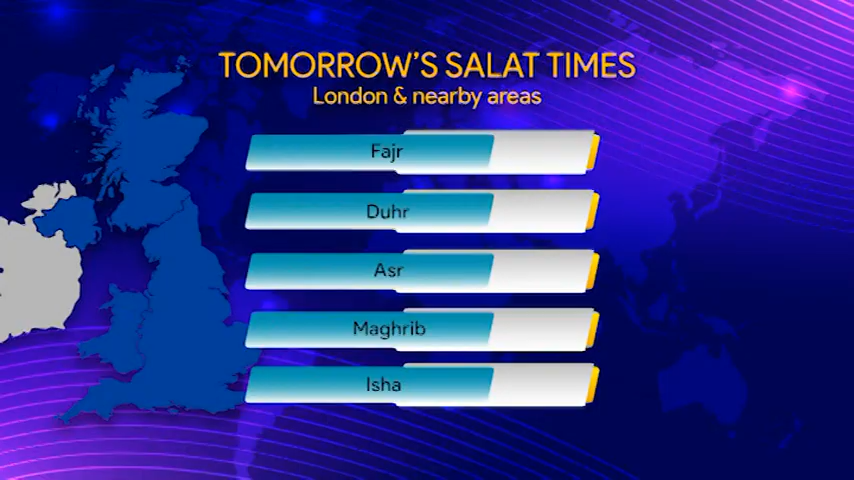 TOMORROW'S SALAT TIMES
London & nearby areas
Fajr
Duhr
Asr
Maghrib
Isha